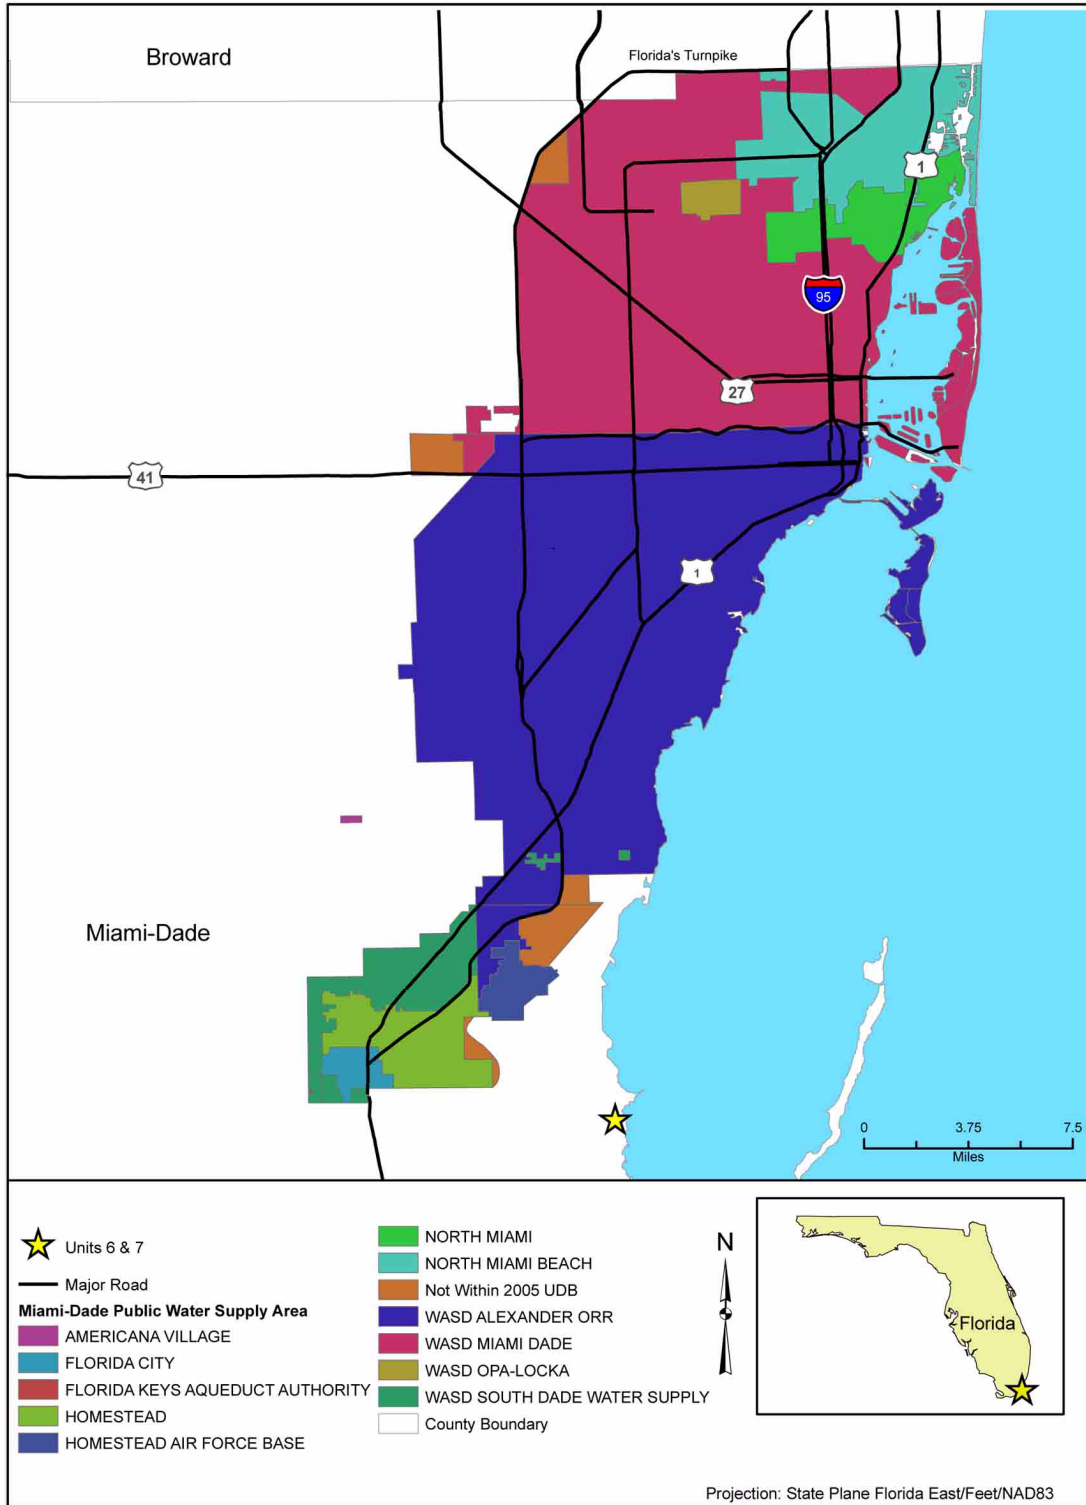 Broward
Florida's Turnpike
1
95
27
41
1
Miami-Dade
0 3.75 7.5
Miles
Units 6 & 7
Major Road
Miami-Dade Public Water Supply Area
AMERICANA VILLAGE
FLORIDA CITY
FLORIDA KEYS AQUEDUCT AUTHORITY
HOMESTEAD
HOMESTEAD AIR FORCE BASE
NORTH MIAMI
NORTH MIAMI BEACH
Not Within 2005 UDB
WASD ALEXANDER ORR
WASD MIAMI DADE
WASD OPA-LOCKA
WASD SOUTH DADE WATER SUPPLY
County Boundary
N
Florida
Projection: State Plane Florida East/Feet/NAD83